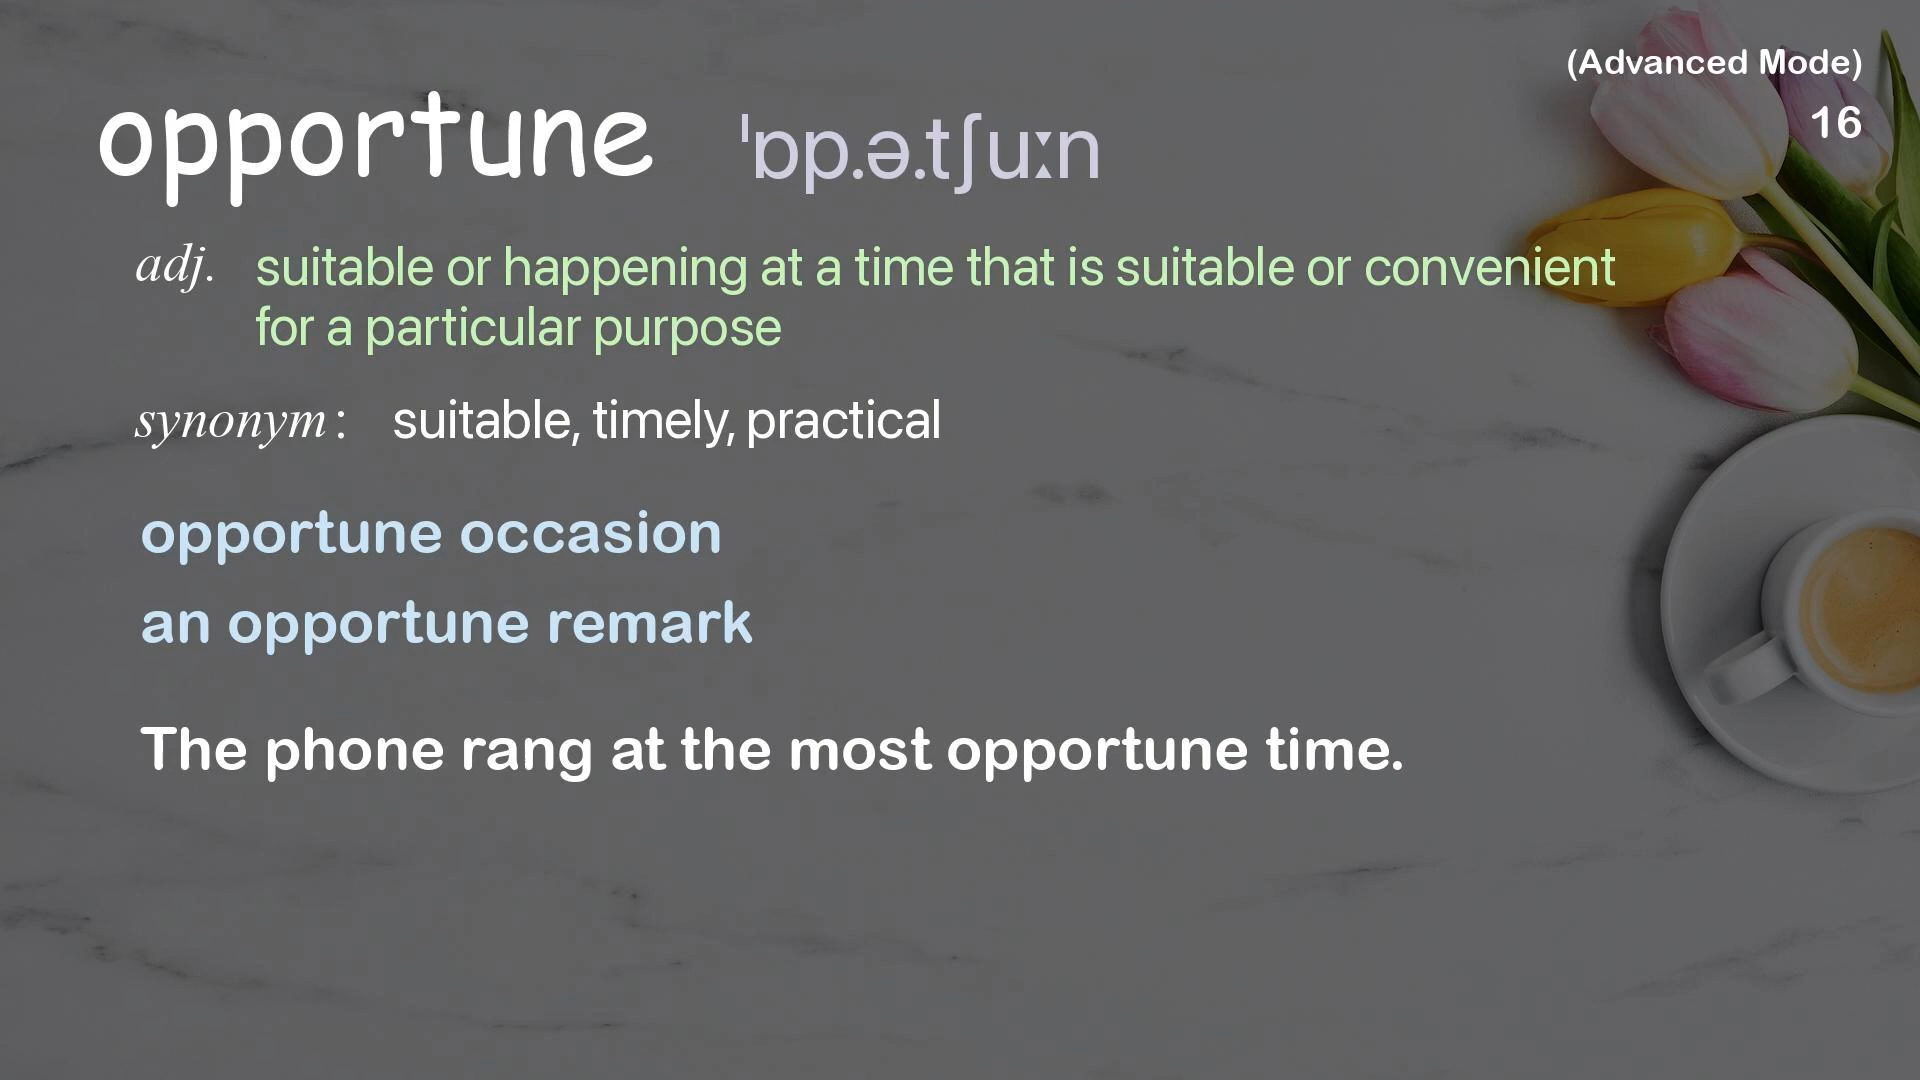 (Advanced Mode)
16
opportune ˈɒp.ə.tʃuːn
adj. suitable or happening at a time that is suitable or convenient
for a particular purpose
synonym : suitable, timely, practical
opportune occasion
an opportune remark
The phone rang at the most opportune time.